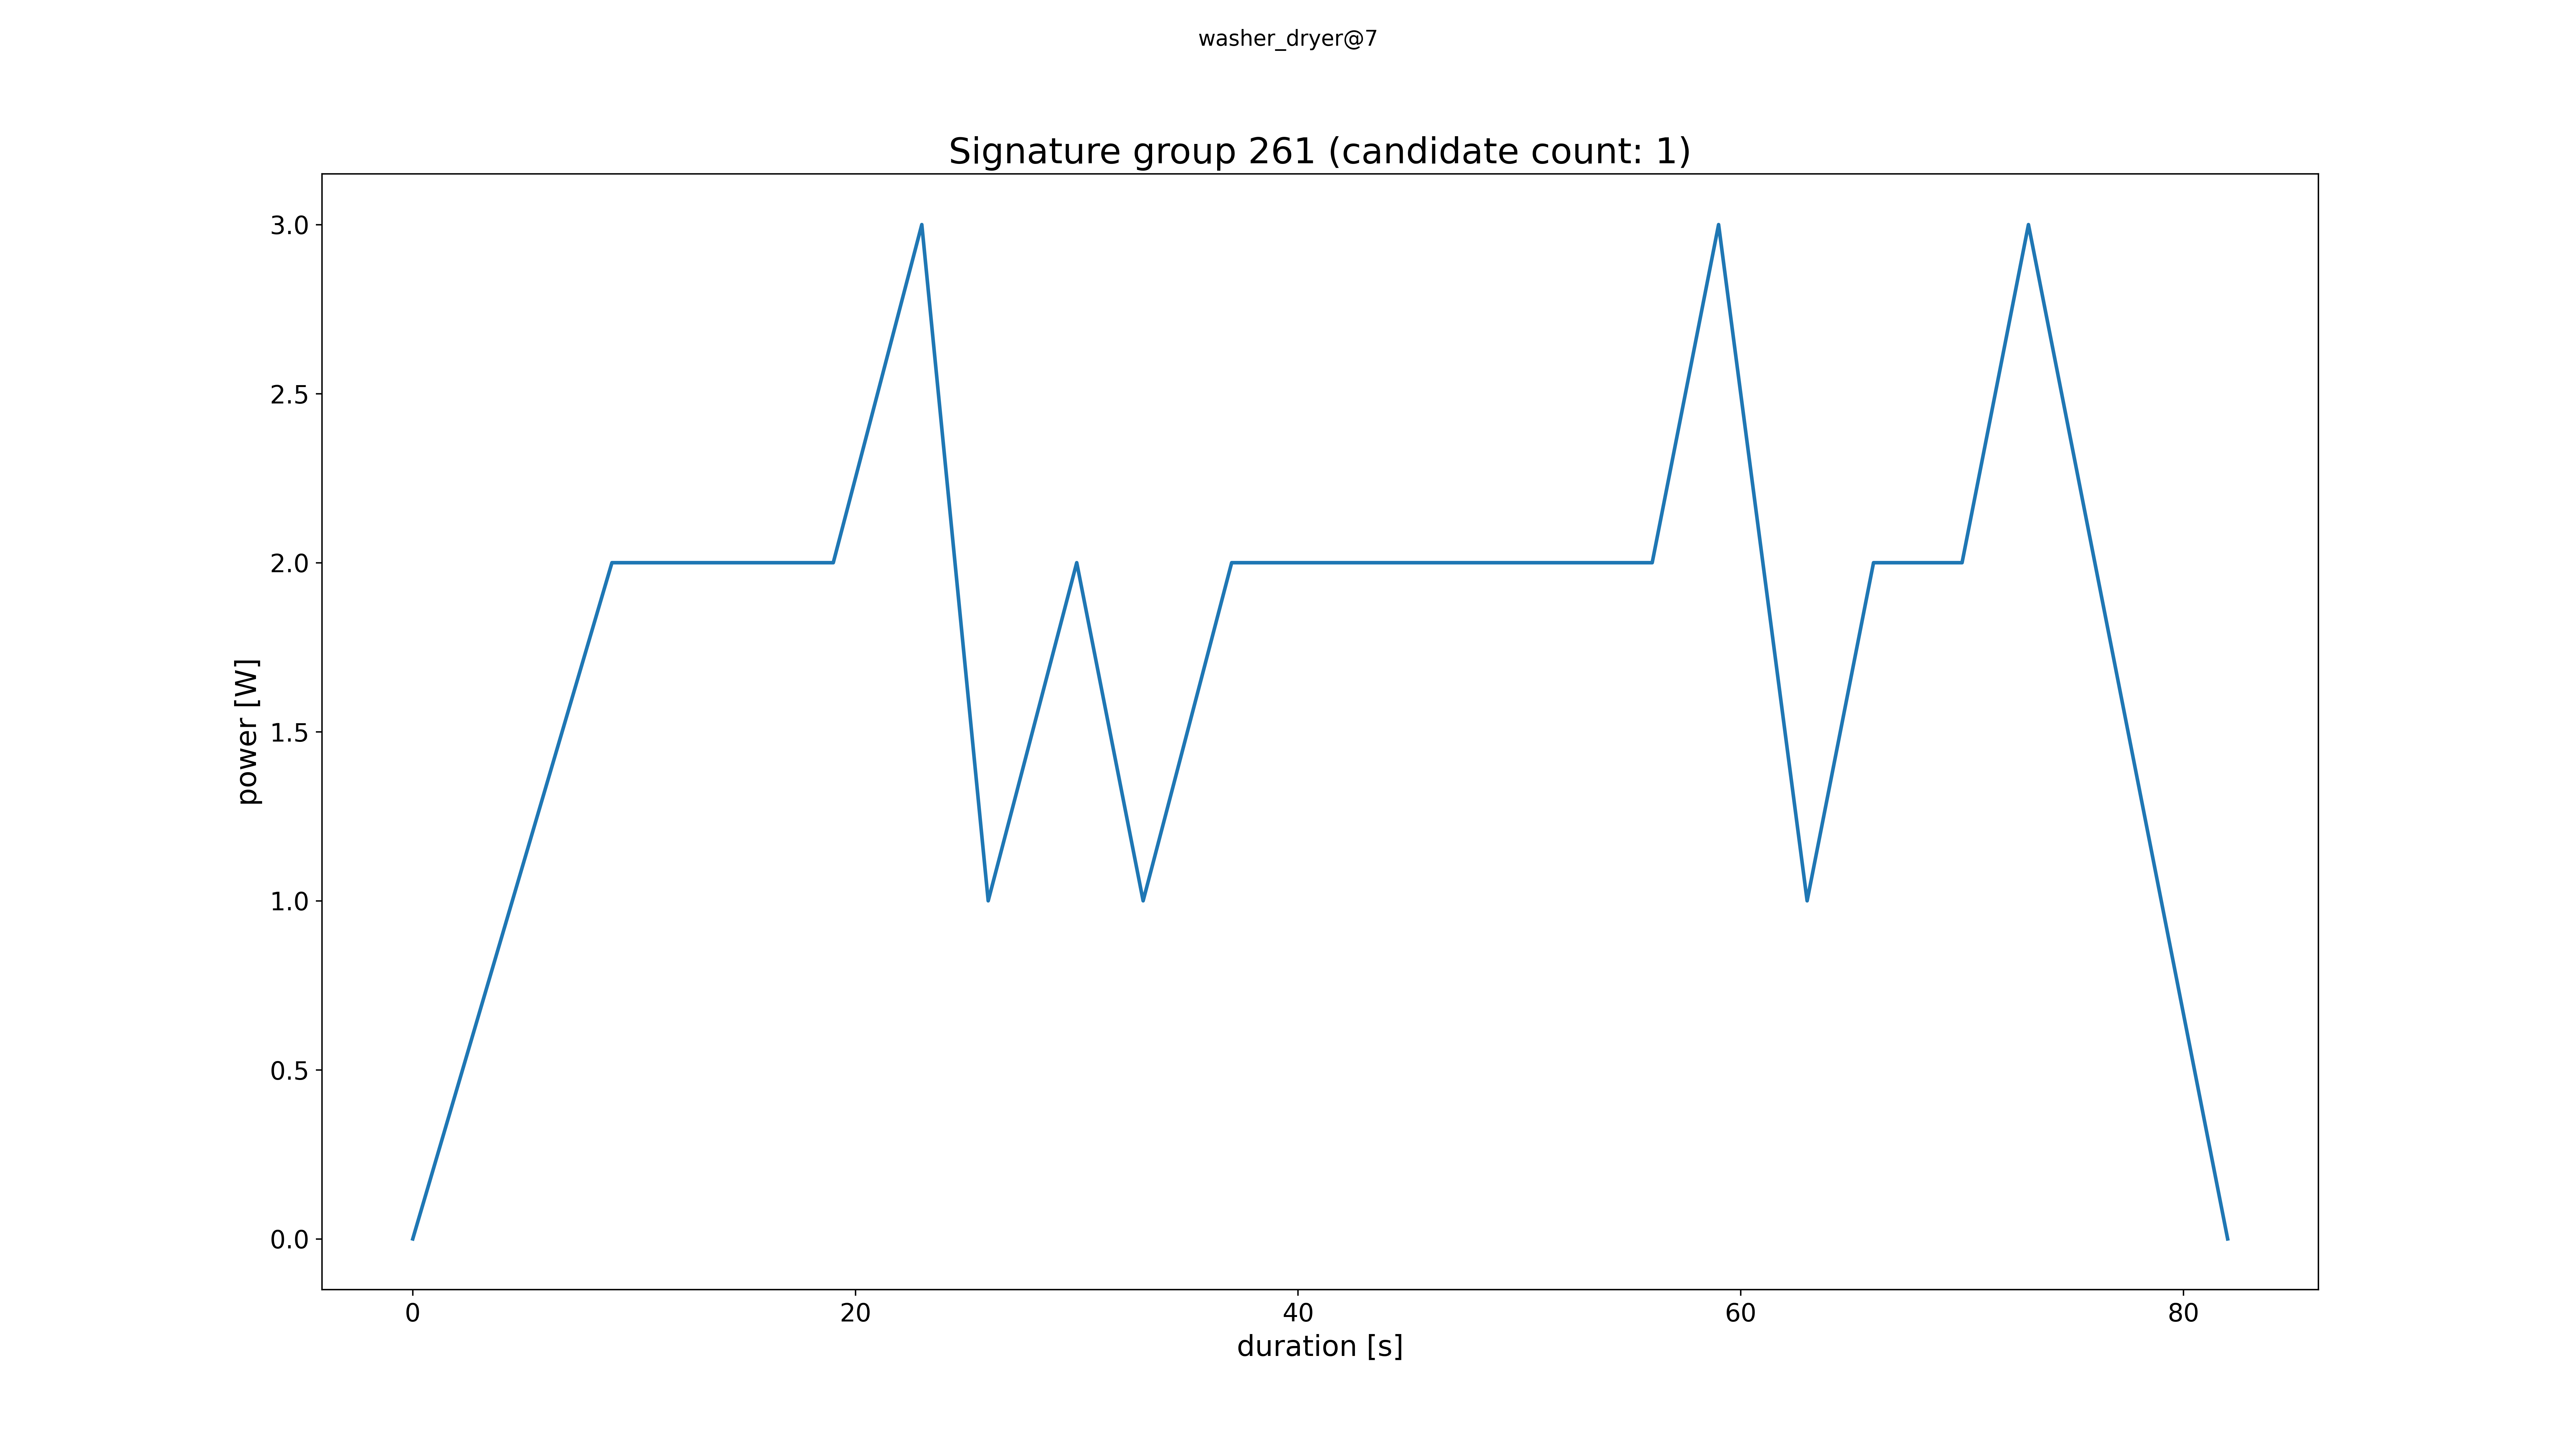 washer_dryer@7
Signature group 261 (candidate count: 1)
3.0
2.5
2.0
1.5
1.0
0.5
0.0
power [W]
0 20 40 60 80
duration [s]